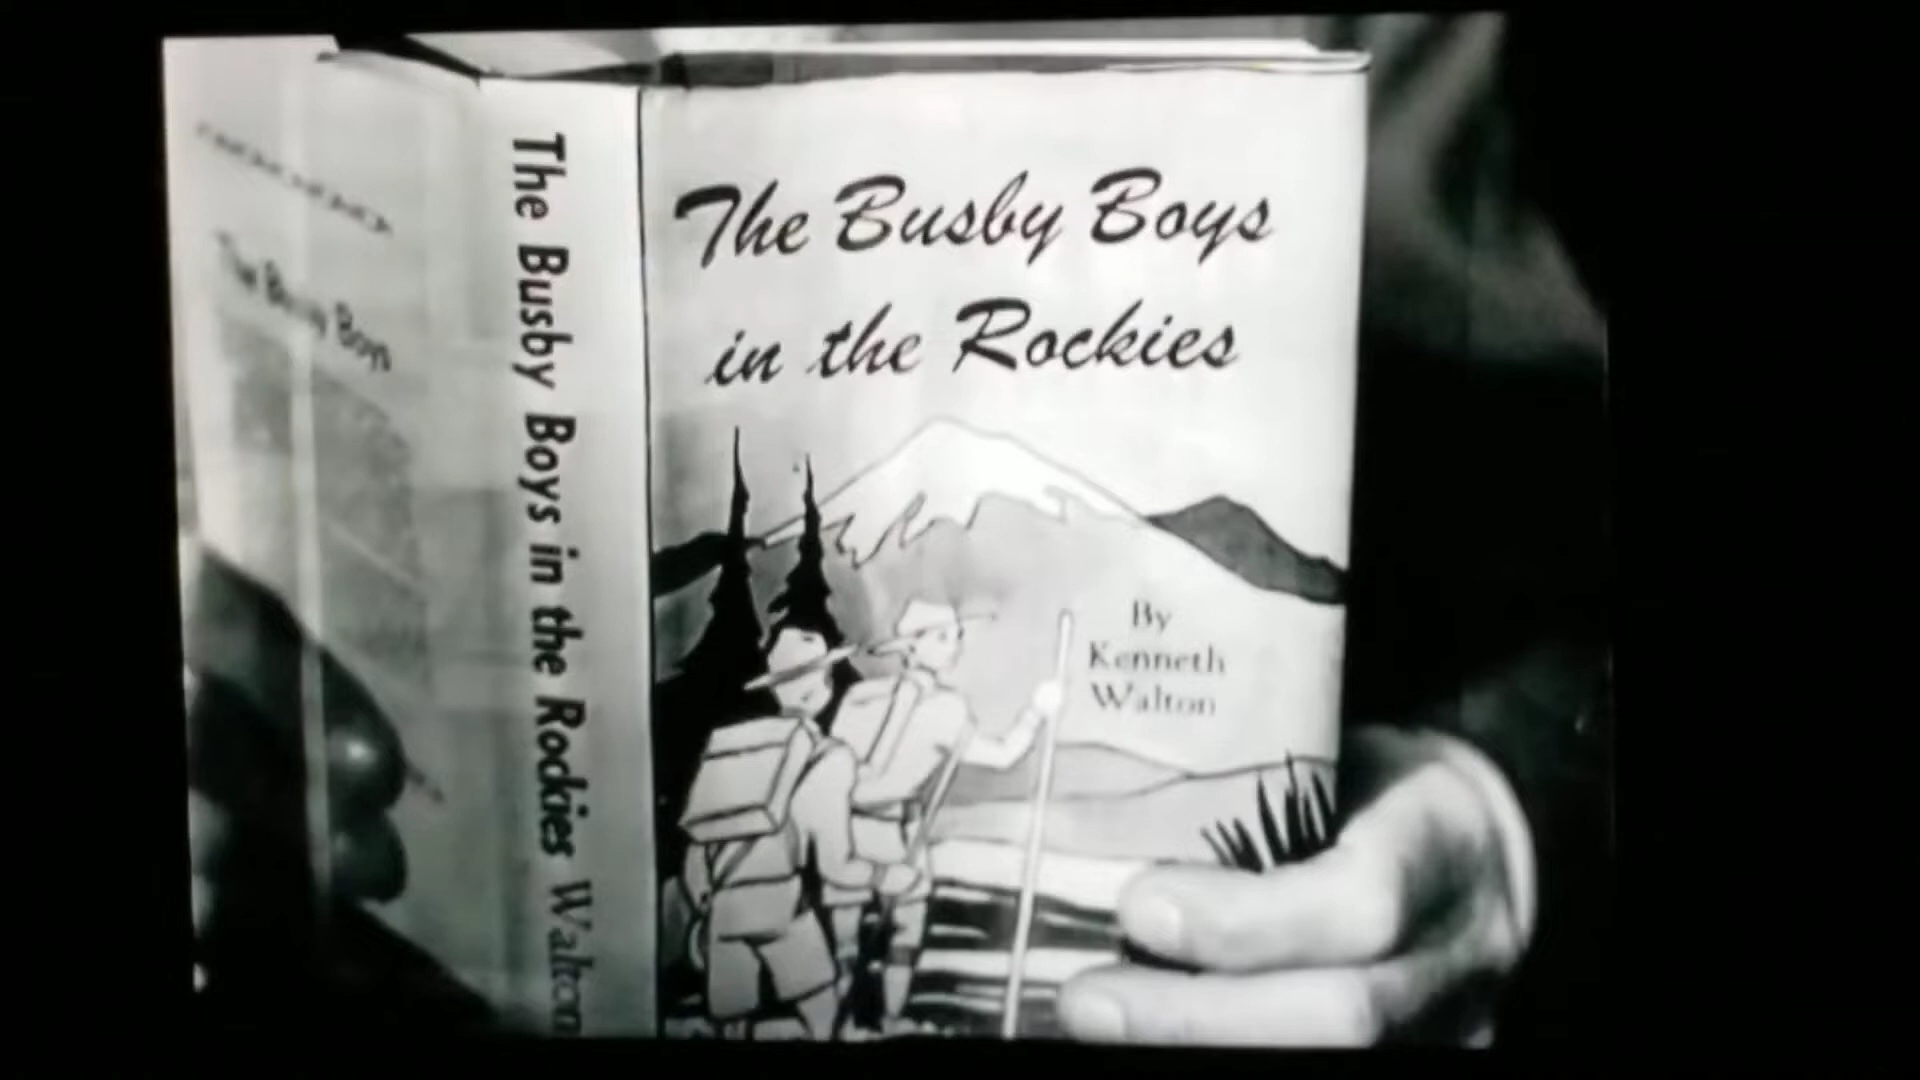 The Busby Boys
The Busby Boys in the Rockies Walton
The Busby Boys
in the Rockies
By
Kenneth
Walton